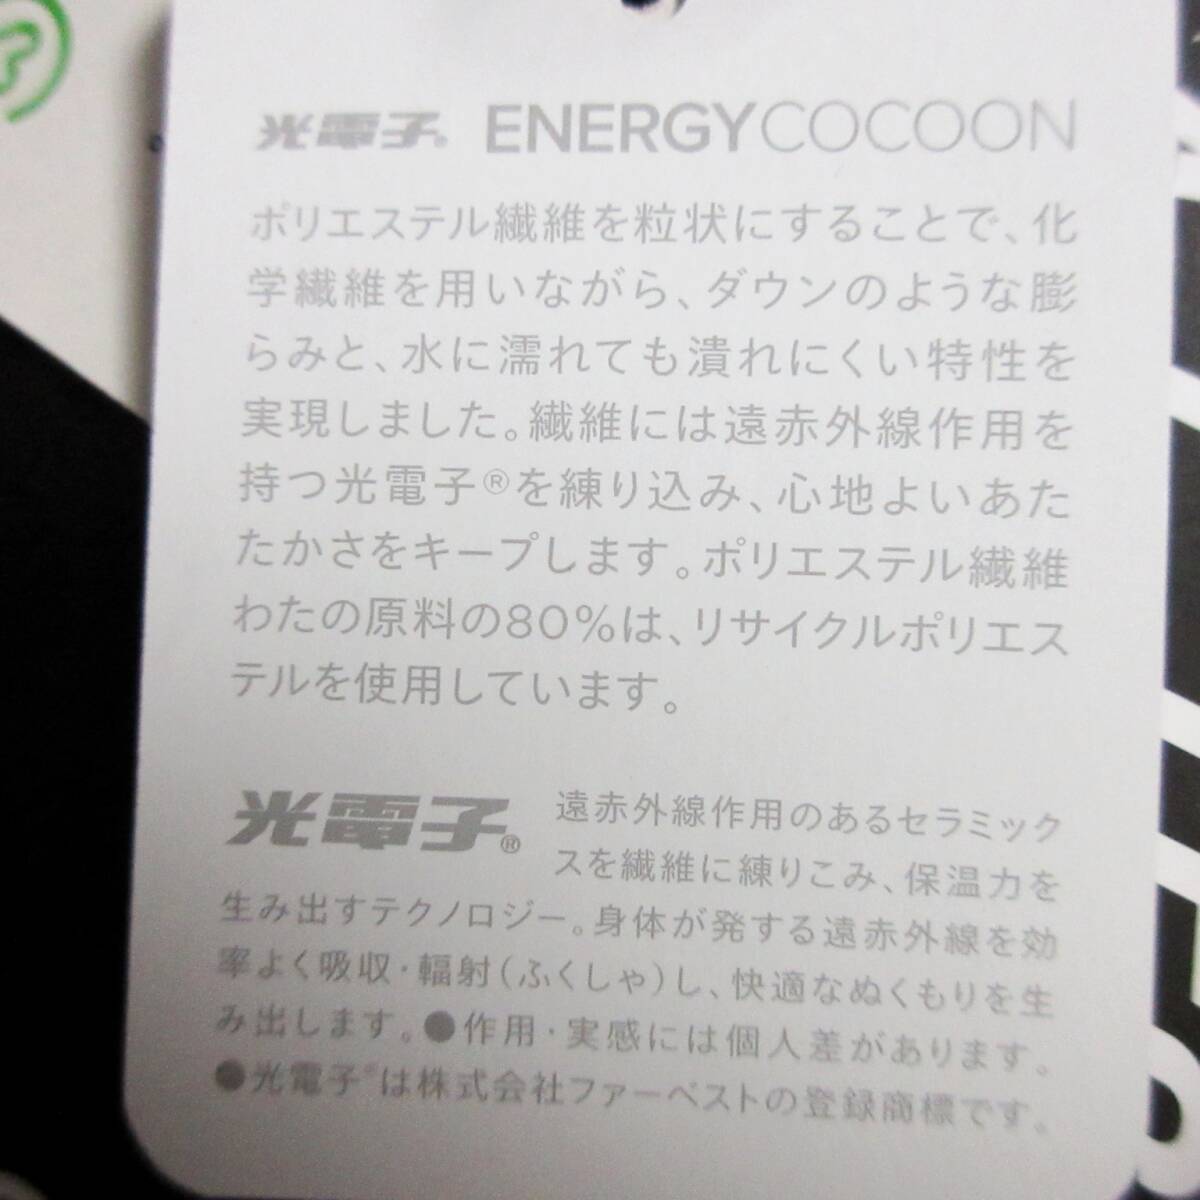 光電子® ENERGYCOCOON
ポリエステル繊維を粒状にすることで、化
学繊維を用いながら、ダウンのような膨
らみと、水に濡れても潰れにくい特性を
実現しました。繊維には遠赤外線作用を
持つ光電子®を練り込み、心地よいあた
たかさをキープします。ポリエステル繊維
わたの原料の80%は、リサイクルポリエス
テルを使用しています。
光電子®
遠赤外線作用のあるセラミック
スを繊維に練りこみ、保温力を
生み出すテクノロジー。身体が発する遠赤外線を効
率よく吸収・輻射(ふくしゃ)し、快適なぬくもりを生
み出します。●作用・実感には個人差があります。
●光電子®は株式会社ファーベストの登録商標です。